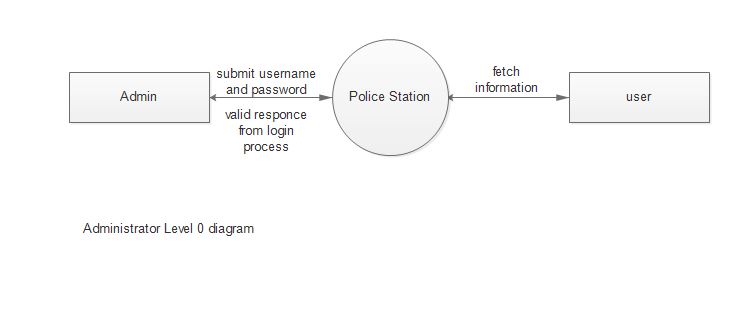 submit username
and password
Admin
Police Station
valid responce
from login
process
fetch
information
user
Administrator Level 0 diagram